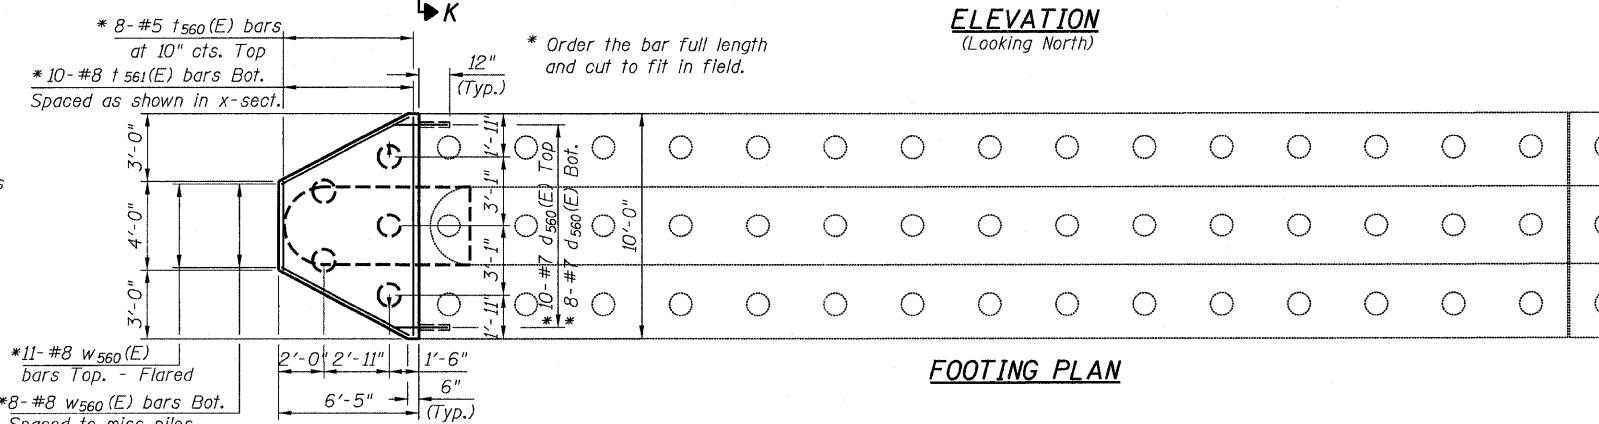 K
ELEVATION
(Looking North)
* 8-#5 t560(E) bars
at 10" cts. Top
* 10-#8 t561(E) bars Bot.
Spaced as shown in x-sect.
* Order the bar full length
and cut to fit in field.
12"
(Typ.)
3'-0"
4'-0"
3'-0"
1'-11"
3'-1"
3'-1"
1'-11"
* 10-#7 d560(E) Top
* 8-#7 d560(E) Bot.
10'-0"
*11-#8 w560(E)
bars Top. - Flared
*8-#8 w560(E) bars Bot.
Spaced to miss piles
2'-0"
2'-11"
1'-6"
6"
(Typ.)
6'-5"
FOOTING PLAN